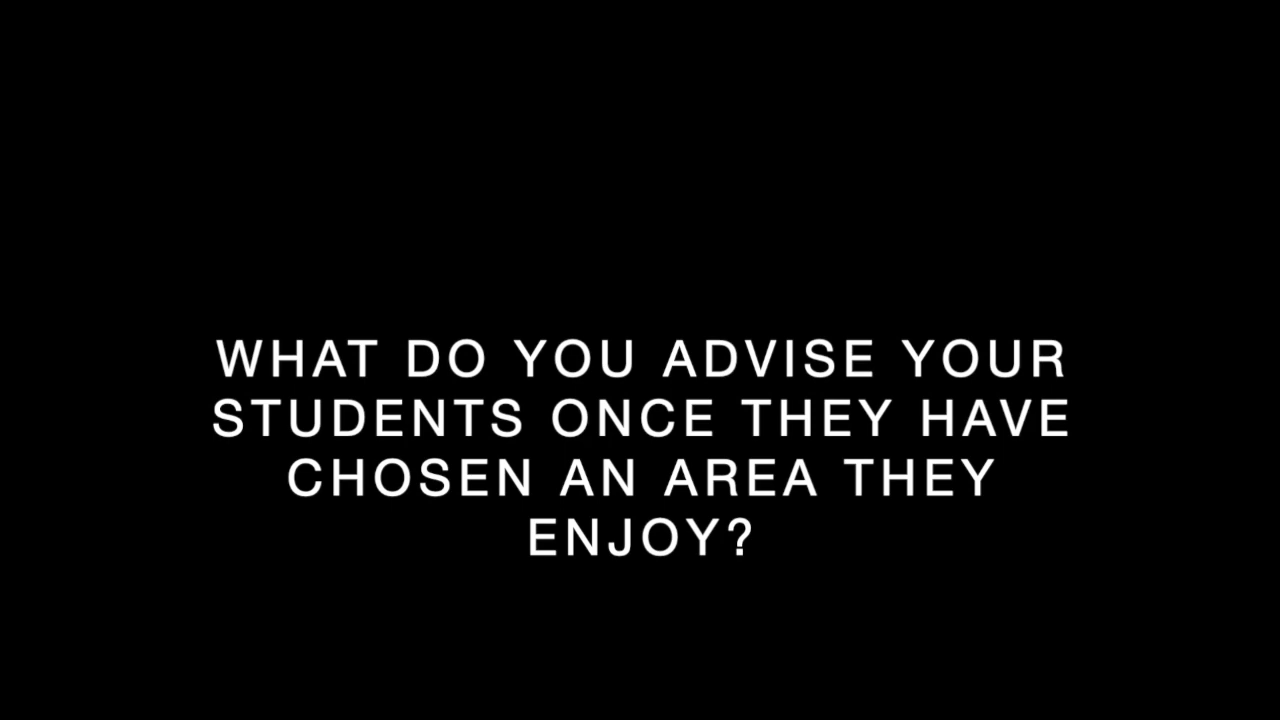 WHAT DO YOU ADVISE YOUR
STUDENTS ONCE THEY HAVE
CHOSEN AN AREA THEY
ENJOY?